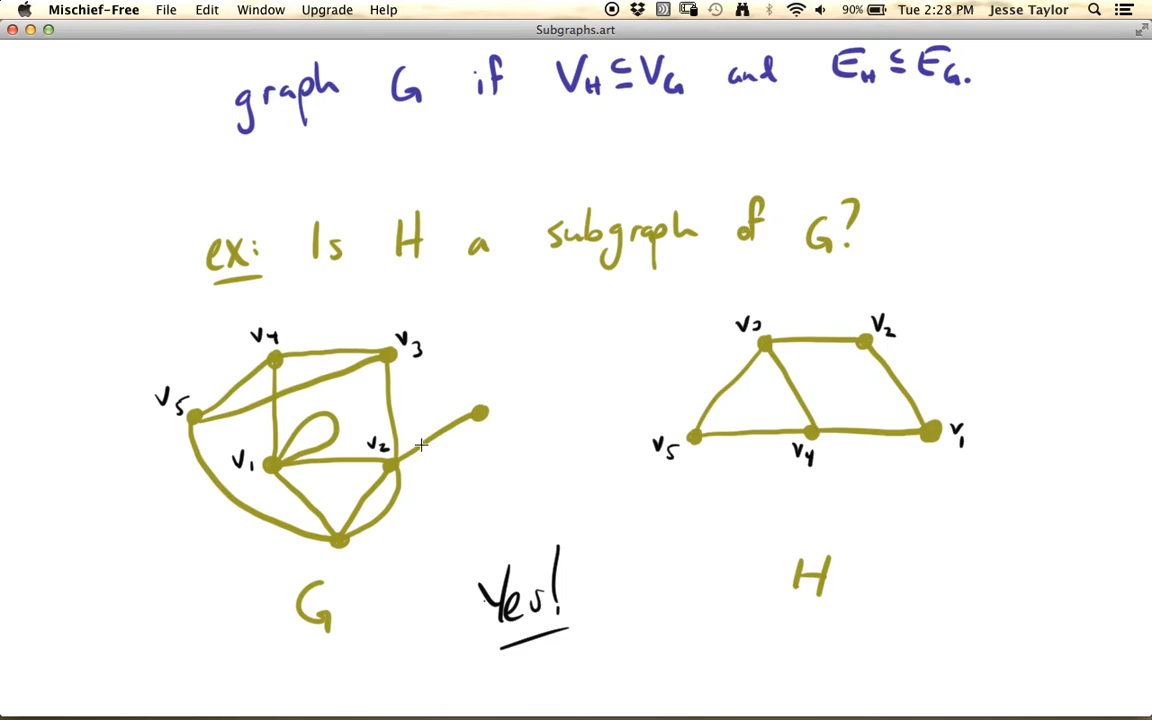 Mischief-Free File Edit Window Upgrade Help 90% Tue 2:28 PM Jesse Taylor
Subgraphs.art
graph G if V_H ⊆ V_G and E_H ⊆ E_G.
ex: Is H a subgraph of G?
v4 v3 v3 v2
v5 v1 v2 v5 v4 v1
G Yes! H